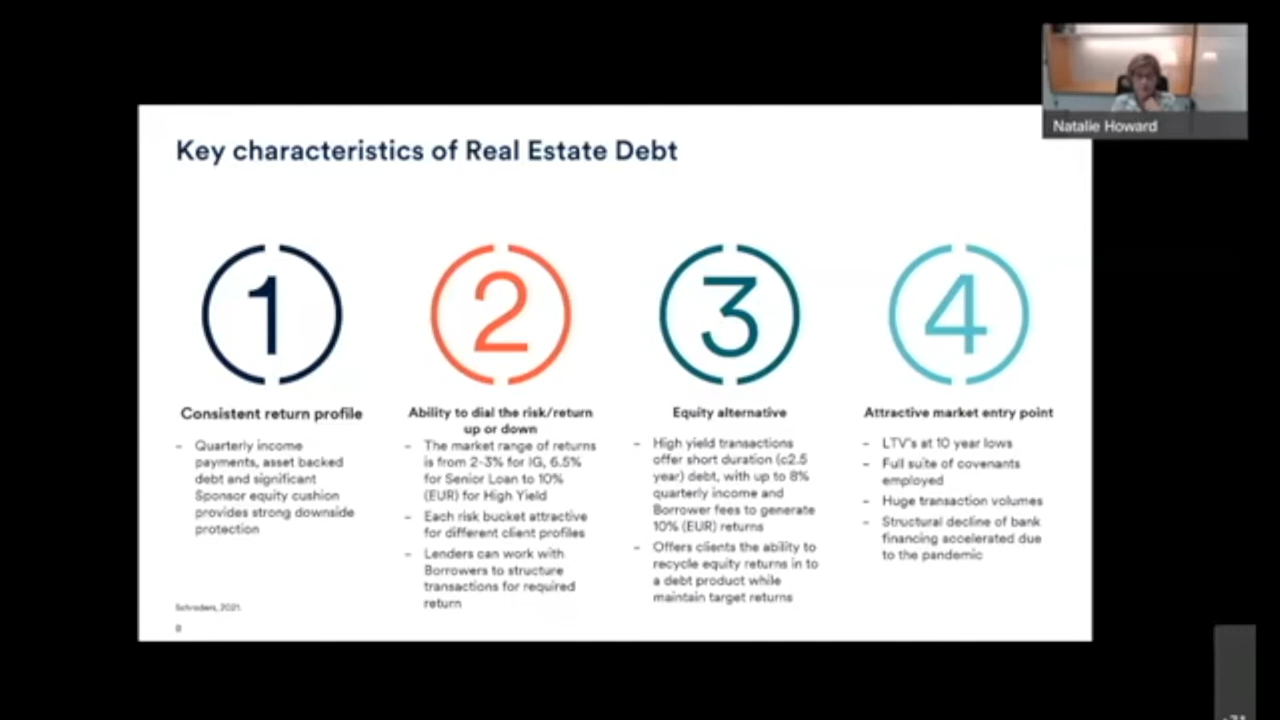 Natalie Howard
Key characteristics of Real Estate Debt
1
2
3
4
Consistent return profile
– Quarterly income
payments, asset backed
debt and significant
Sponsor equity cushion
provides strong downside
protection
Ability to dial the risk/return
up or down
– The market range of returns
is from 2-3% for IG, 6.5%
for Senior Loan to 10%
(EUR) for High Yield
– Each risk bucket attractive
for different client profiles
– Lenders can work with
Borrowers to structure
transactions for required
return
Equity alternative
– High yield transactions
offer short duration (c2.5
year) debt, with up to 8%
quarterly income and
Borrower fees to generate
10% (EUR) returns
– Offers clients the ability to
recycle equity returns in to
a debt product while
maintain target returns
Attractive market entry point
– LTV's at 10 year lows
– Full suite of covenants
employed
– Huge transaction volumes
– Structural decline of bank
financing accelerated due
to the pandemic
Schroders, 2021.